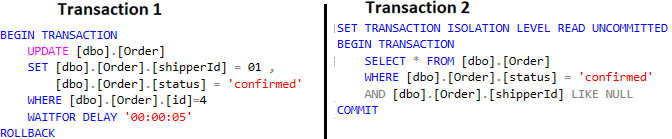 Transaction 1
BEGIN TRANSACTION
UPDATE [dbo].[Order]
SET [dbo].[Order].[shipperId] = 01 ,
[dbo].[Order].[status] = 'confirmed'
WHERE [dbo].[Order].[id]=4
WAITFOR DELAY '00:00:05'
ROLLBACK
Transaction 2
SET TRANSACTION ISOLATION LEVEL READ UNCOMMITTED
BEGIN TRANSACTION
SELECT * FROM [dbo].[Order]
WHERE [dbo].[Order].[status] = 'confirmed'
AND [dbo].[Order].[shipperId] LIKE NULL
COMMIT